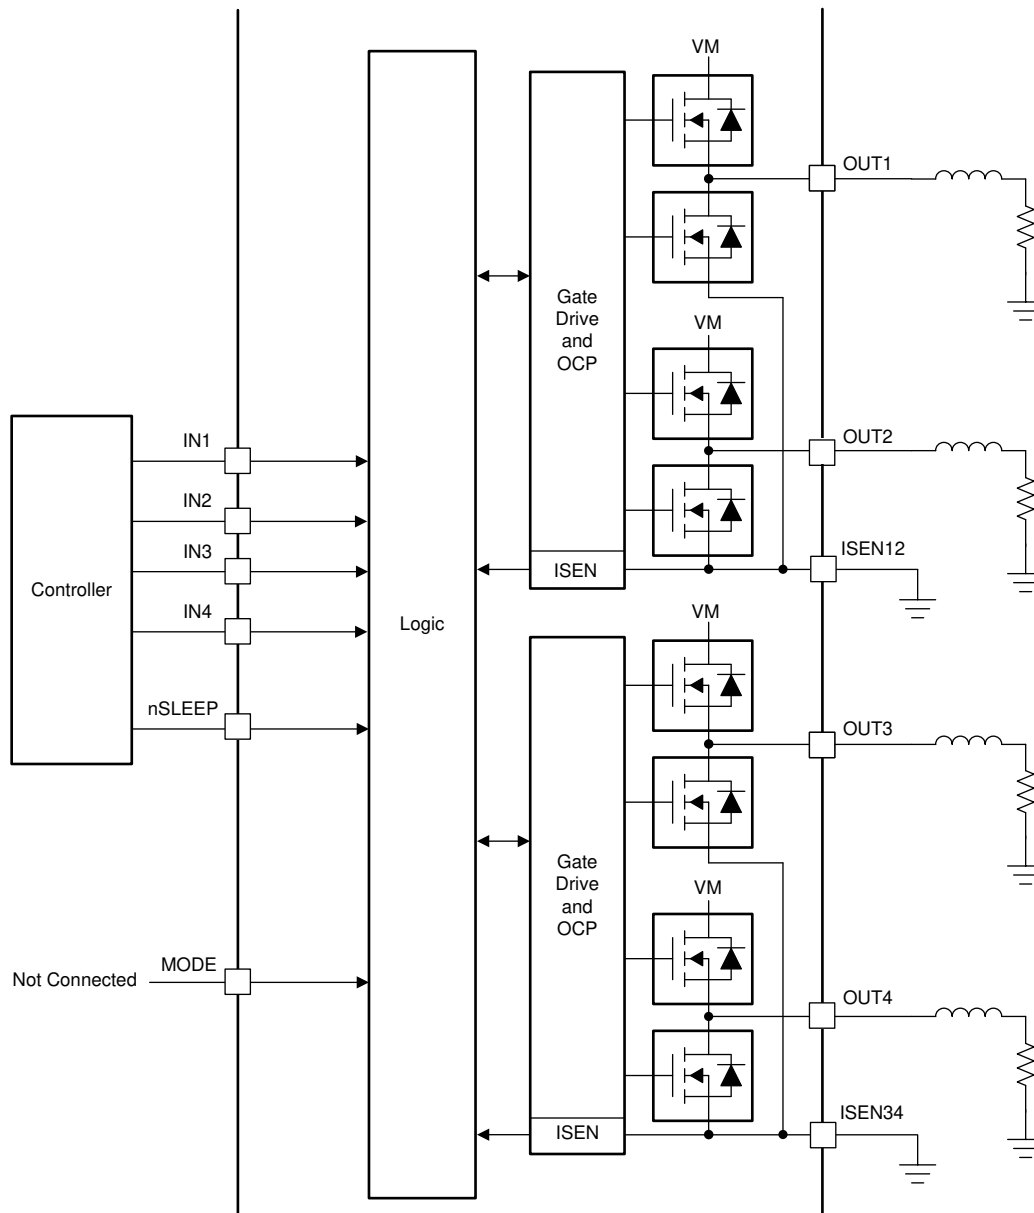 VM
OUT1
Gate
Drive
and
OCP
VM
OUT2
IN1
IN2
IN3
IN4
nSLEEP
Controller
Logic
ISEN
ISEN12
VM
OUT3
Gate
Drive
and
OCP
VM
Not Connected
MODE
OUT4
ISEN
ISEN34